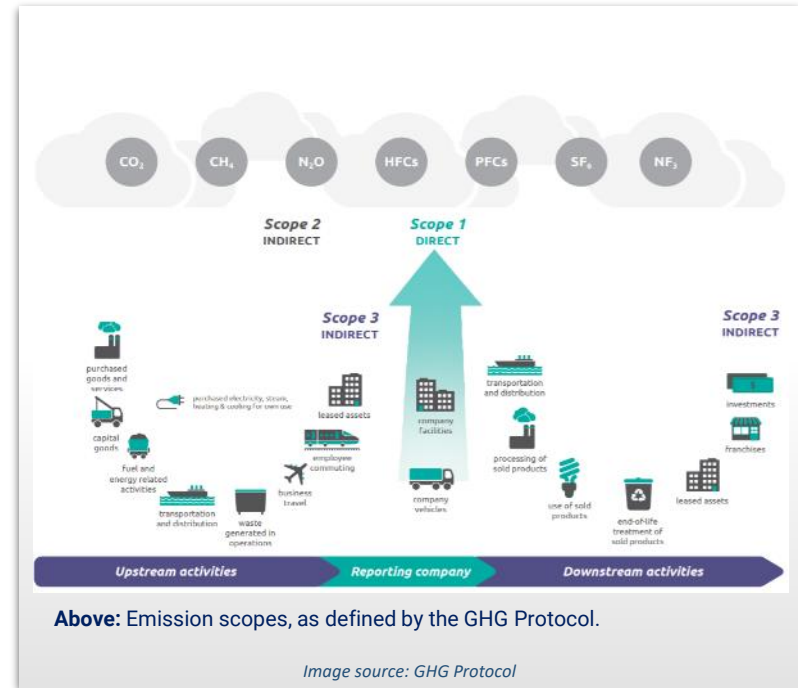 CO₂
CH₄
N₂O
HFCs
PFCs
SF₆
NF₃
Scope 2
INDIRECT
Scope 1
DIRECT
Scope 3
INDIRECT
Scope 3
INDIRECT
purchased
goods and
services
capital
goods
fuel and
energy related
activities
purchased electricity, steam,
heating & cooling for own use
transportation
and distribution
waste
generated in
operations
business
travel
employee
commuting
leased assets
company
facilities
company
vehicles
transportation
and distribution
processing of
sold products
use of sold
products
end-of-life
treatment of
sold products
leased assets
franchises
investments
Upstream activities
Reporting company
Downstream activities
Above: Emission scopes, as defined by the GHG Protocol.
Image source: GHG Protocol